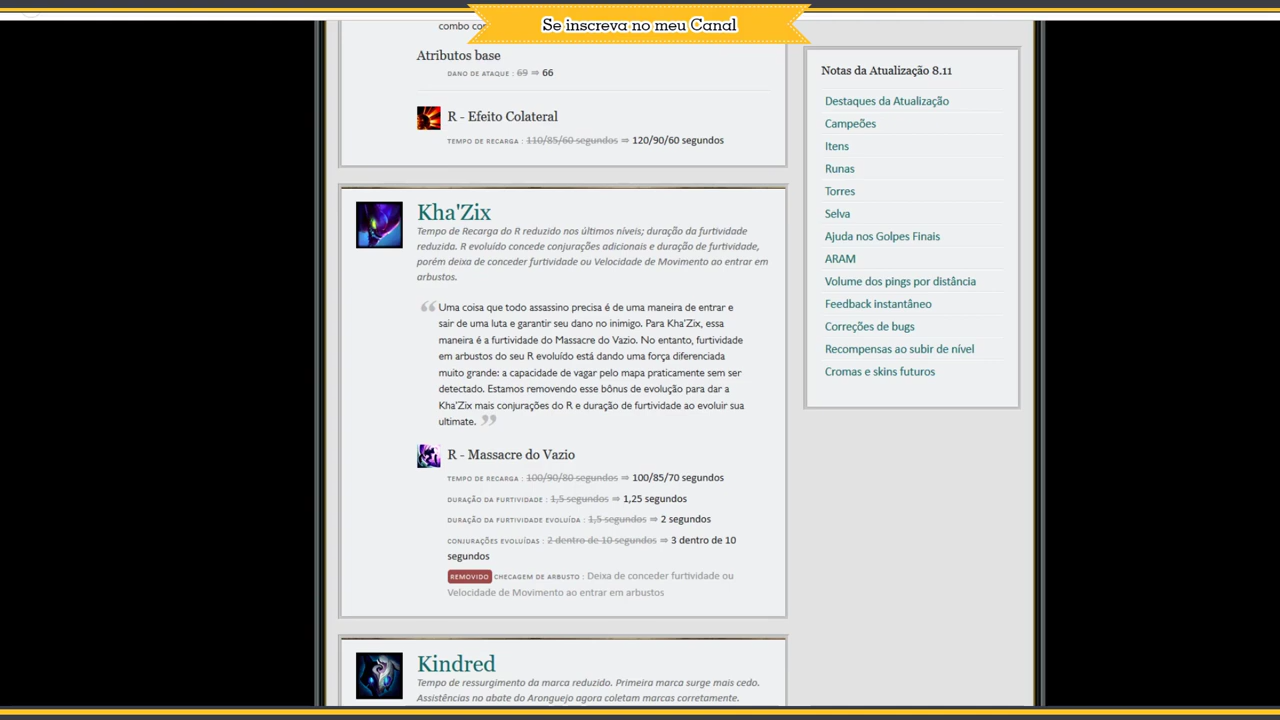 Se inscreva no meu Canal
combo
Atributos base
DANO DE ATAQUE : 69 ⇒ 66
R - Efeito Colateral
TEMPO DE RECARGA : 110/85/60 segundos ⇒ 120/90/60 segundos
Kha'Zix
Tempo de Recarga do R reduzido nos últimos níveis; duração da furtividade
reduzida. R evoluído concede conjurações adicionais e duração de furtividade,
porém deixa de conceder furtividade ou Velocidade de Movimento ao entrar em
arbustos.
“Uma coisa que todo assassino precisa é de uma maneira de entrar e
sair de uma luta e garantir seu dano no inimigo. Para Kha'Zix, essa
maneira é a furtividade do Massacre do Vazio. No entanto, furtividade
em arbustos do seu R evoluído está dando uma força diferenciada
muito grande: a capacidade de vagar pelo mapa praticamente sem ser
detectado. Estamos removendo esse bônus de evolução para dar a
Kha'Zix mais conjurações do R e duração de furtividade ao evoluir sua
ultimate. ”
R - Massacre do Vazio
TEMPO DE RECARGA : 100/90/80 segundos ⇒ 100/85/70 segundos
DURAÇÃO DA FURTIVIDADE : 1,5 segundos ⇒ 1,25 segundos
DURAÇÃO DA FURTIVIDADE EVOLUÍDA : 1,5 segundos ⇒ 2 segundos
CONJURAÇÕES EVOLUÍDAS : 2 dentro de 10 segundos ⇒ 3 dentro de 10
segundos
REMOVIDO CHECAGEM DE ARBUSTO : Deixa de conceder furtividade ou
Velocidade de Movimento ao entrar em arbustos
Kindred
Tempo de ressurgimento da marca reduzido. Primeira marca surge mais cedo.
Assistências no abate do Aronguejo agora coletam marcas corretamente.
Notas da Atualização 8.11
Destaques da Atualização
Campeões
Itens
Runas
Torres
Selva
Ajuda nos Golpes Finais
ARAM
Volume dos pings por distância
Feedback instantâneo
Correções de bugs
Recompensas ao subir de nível
Cromas e skins futuros